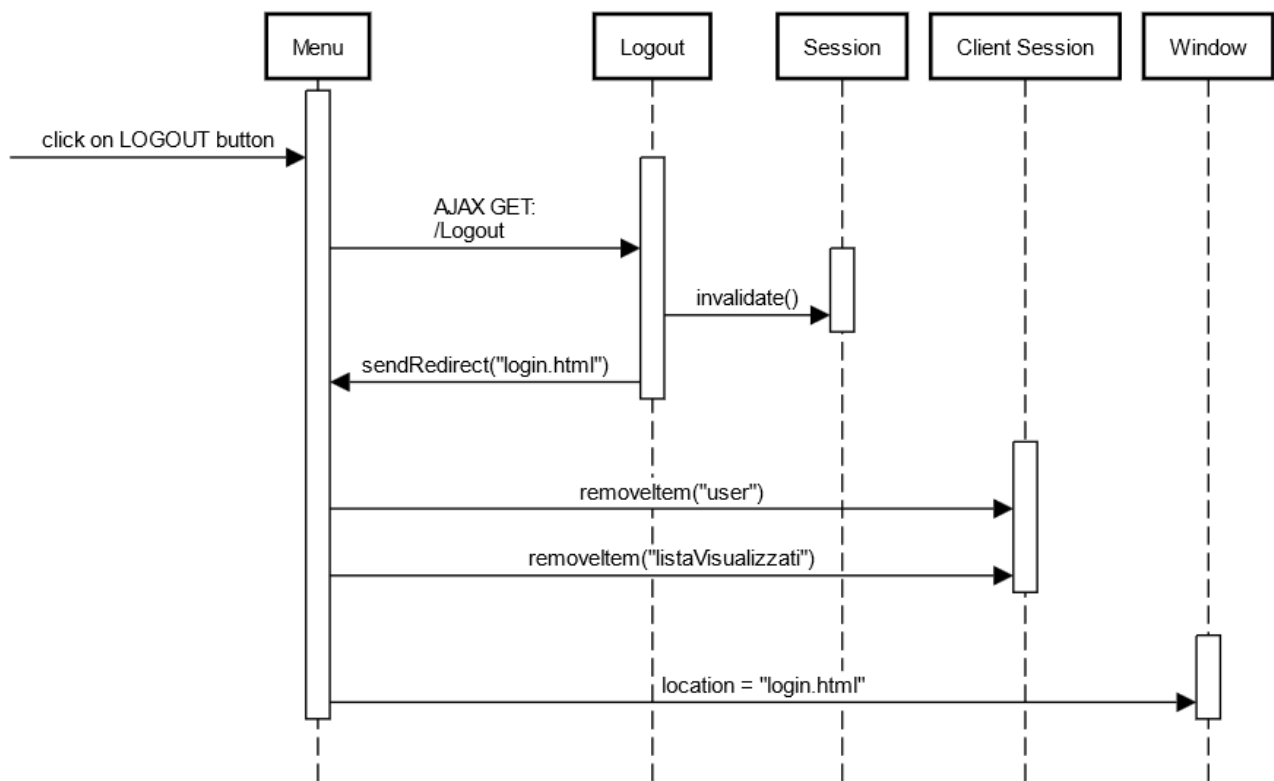 Menu
Logout
Session
Client Session
Window
click on LOGOUT button
AJAX GET:
/Logout
invalidate()
sendRedirect("login.html")
removeItem("user")
removeItem("listaVisualizzati")
location = "login.html"